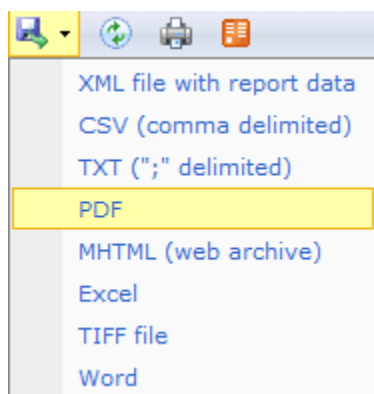 XML file with report data
CSV (comma delimited)
TXT (";" delimited)
PDF
MHTML (web archive)
Excel
TIFF file
Word